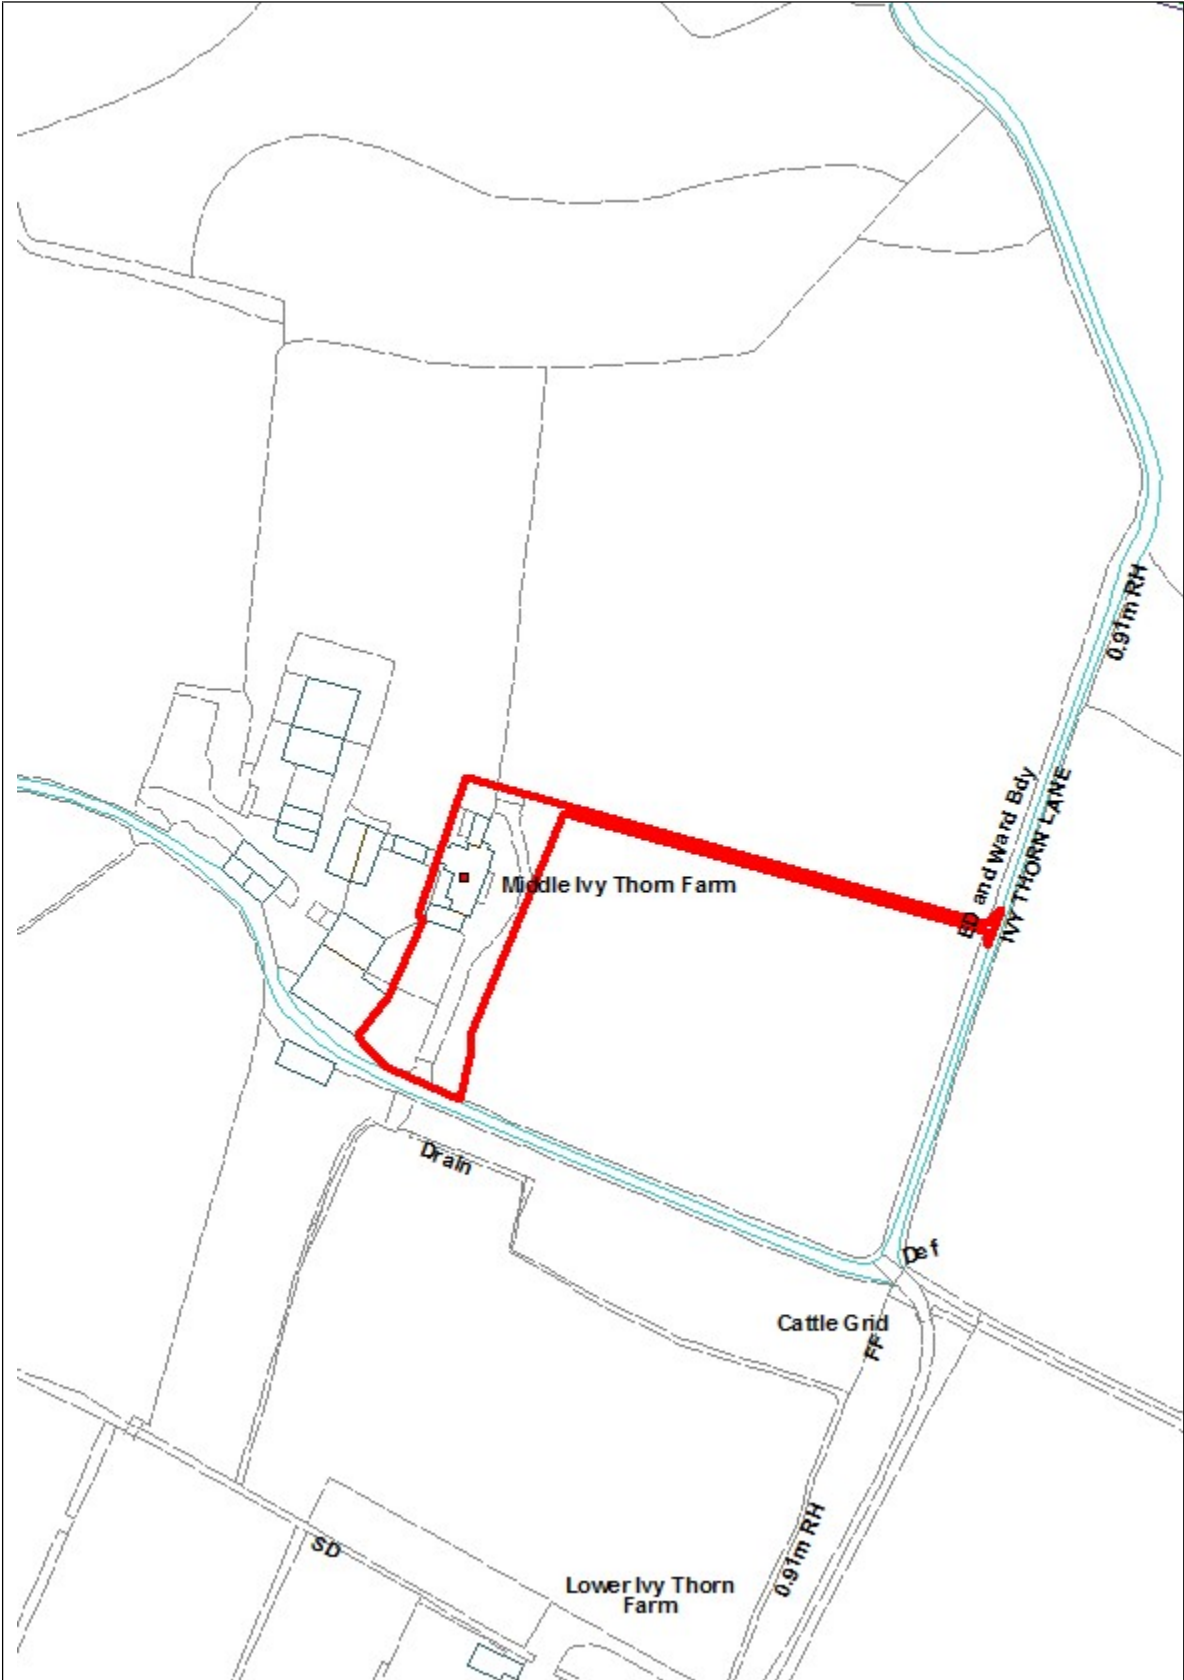 0.91m RH
ED and Ward Bdy
IVY THORN LANE
Middle Ivy Thorn Farm
Drain
Def
Cattle Grid
FF
0.91m RH
SD
Lower Ivy Thorn
Farm